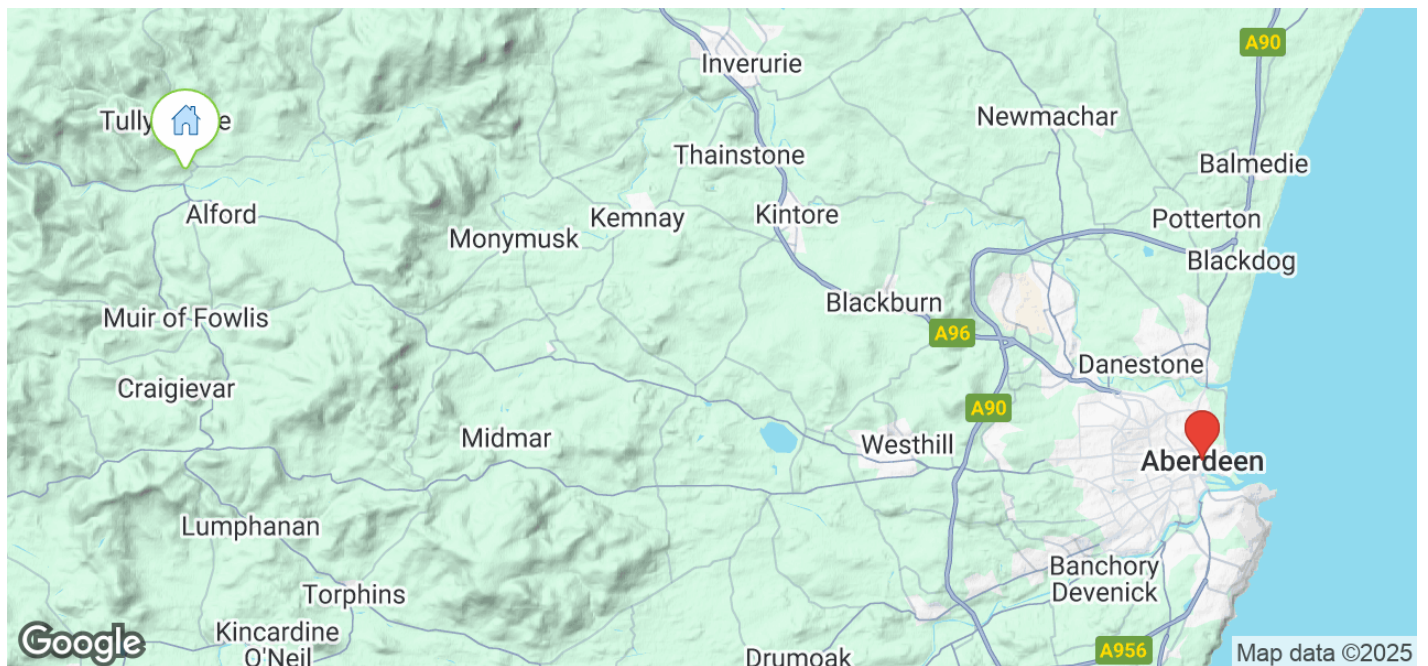 A90
Inverurie
Newmachar
Tully
e
Thainstone
Balmedie
Alford
Kemnay
Kintore
Potterton
Monymusk
Blackdog
Blackburn
Muir of Fowlis
A96
Danestone
Craigievar
A90
Midmar
Westhill
Aberdeen
Lumphanan
Banchory
Devenick
Torphins
Kincardine
O'Neil
Google
Drumoak
A956
Map data ©2025